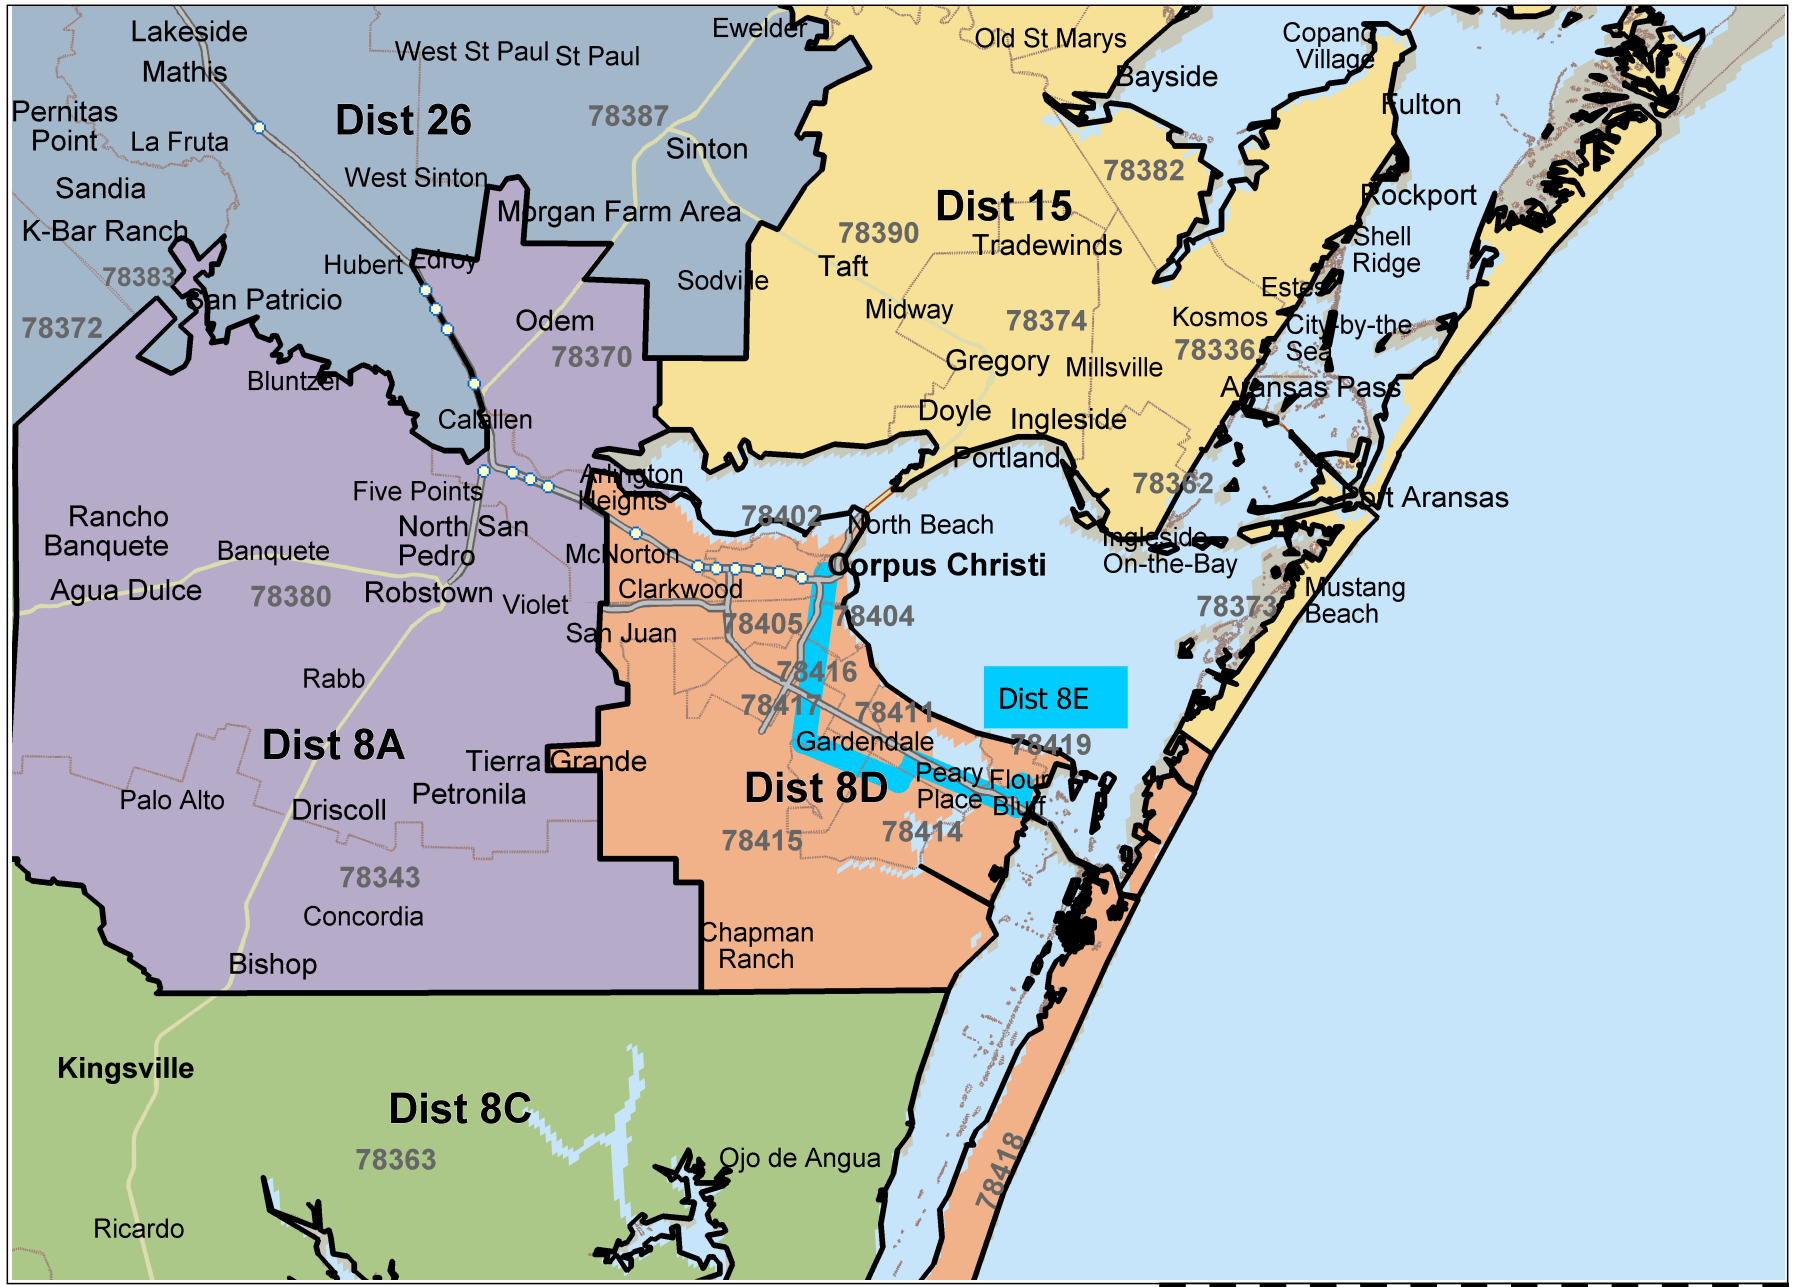 Lakeside
Mathis
West St Paul
St Paul
Ewelder
Old St Marys
Copano
Village
Bayside
Fulton
Pernitas
Point
La Fruta
Dist 26
78387
Sinton
78382
West Sinton
Sandia
Rockport
Morgan Farm Area
Dist 15
K-Bar Ranch
78390
Tradewinds
Shell
Ridge
Hubert
Edroy
78383
Taft
Sodville
Estes
San Patricio
Midway
78372
Odem
78374
Kosmos
City-by-the
Sea
78370
78336
Gregory
Millsville
Bluntzer
Aransas Pass
Calallen
Doyle
Ingleside
Portland
Arlington
Heights
78362
Five Points
Port Aransas
Rancho
Banquete
78402
North Beach
North San
Pedro
Ingleside
On-the-Bay
Banquete
McNorton
Corpus Christi
Agua Dulce
78380
Robstown
Violet
Clarkwood
Mustang
Beach
78373
78405
78404
San Juan
Rabb
78416
Dist 8E
78417
78411
Dist 8A
Gardendale
78419
Tierra Grande
Dist 8D
Peary
Place
Flour
Bluff
Petronila
Palo Alto
Driscoll
78415
78414
78343
Concordia
Chapman
Ranch
Bishop
Kingsville
Dist 8C
78363
Ojo de Angua
78418
Ricardo